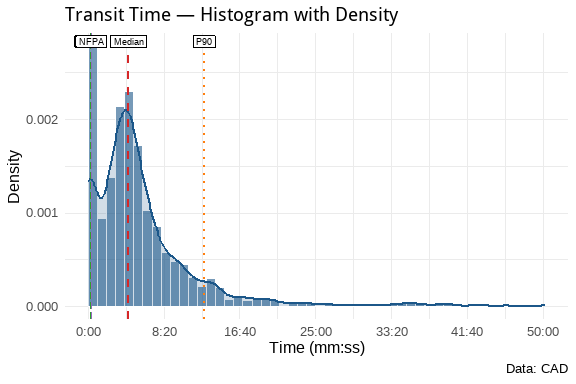 Transit Time — Histogram with Density
NFPA Median P90
0.002
0.001
0.000
Density
0:00 8:20 16:40 25:00 33:20 41:40 50:00
Time (mm:ss)
Data: CAD